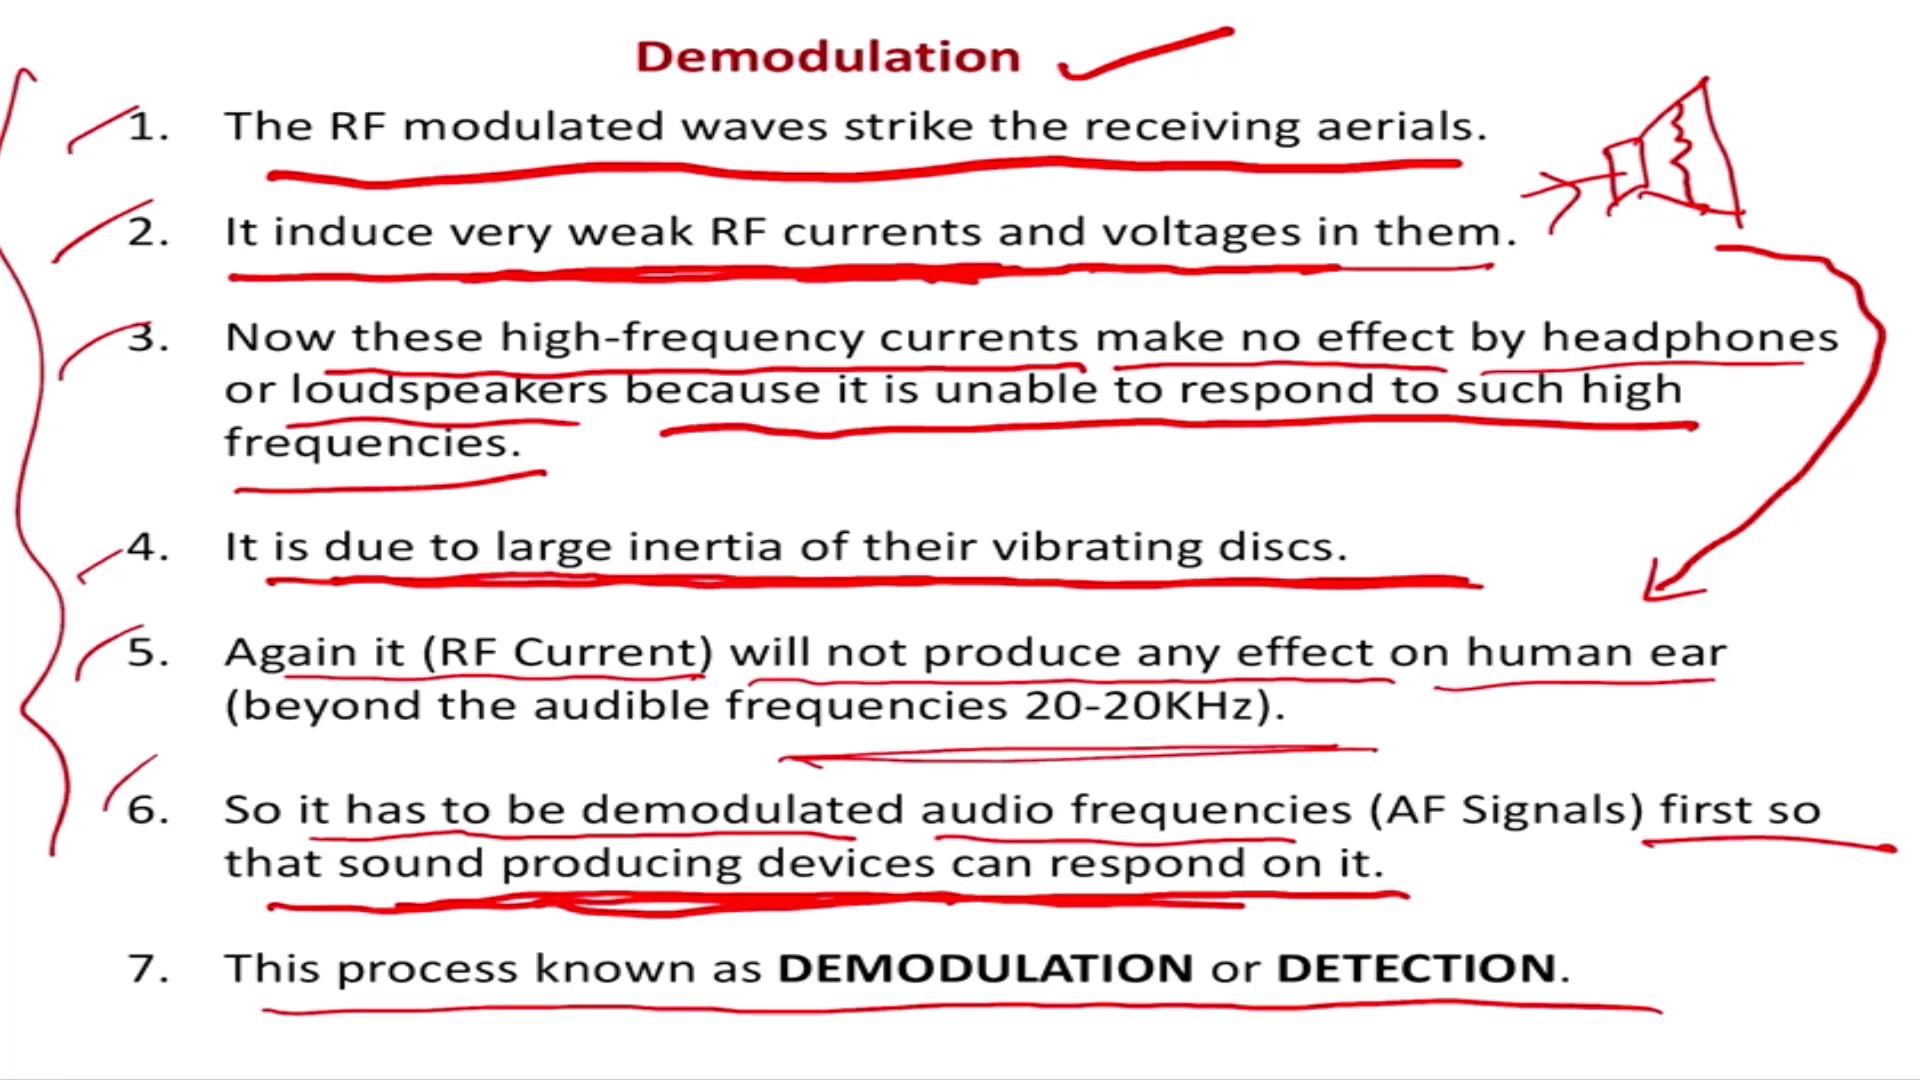 Demodulation
1. The RF modulated waves strike the receiving aerials.
2. It induce very weak RF currents and voltages in them.
3. Now these high-frequency currents make no effect by headphones
or loudspeakers because it is unable to respond to such high
frequencies.
4. It is due to large inertia of their vibrating discs.
5. Again it (RF Current) will not produce any effect on human ear
(beyond the audible frequencies 20-20KHz).
6. So it has to be demodulated audio frequencies (AF Signals) first so
that sound producing devices can respond on it.
7. This process known as DEMODULATION or DETECTION.